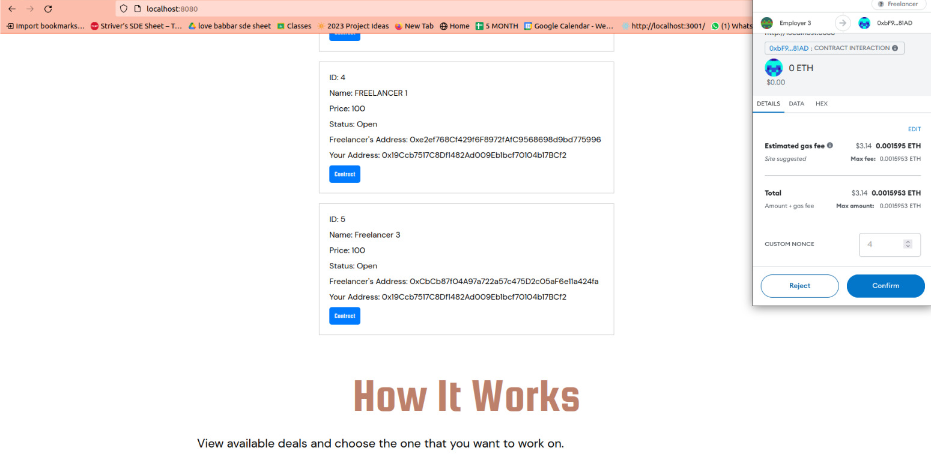 localhost:8080
Import bookmarks...
Striver's SDE Sheet – T...
love babbar sde sheet
Classes
2023 Project Ideas
New Tab
Home
5 MONTH
Google Calendar - We...
http://localhost:3001/
(1) Whats
ID: 4
Name: FREELANCER 1
Price: 100
Status: Open
Freelancer's Address: 0xe2ef768Cf429f6F8972fAfC9568698d9bd775996
Your Address: 0x19Ccb7517C8Df1482Ad009Eb1bcf70104b17BCf2
Contract
ID: 5
Name: Freelancer 3
Price: 100
Status: Open
Freelancer's Address: 0xCbCb87f04A97a722a57c475D2c05aF6e11a424fa
Your Address: 0x19Ccb7517C8Df1482Ad009Eb1bcf70104b17BCf2
Contract
How It Works
View available deals and choose the one that you want to work on.
Freelancer
Employer 3
0xbF9...81AD
0xbF9...81AD : CONTRACT INTERACTION
0 ETH
$0.00
DETAILS DATA HEX
EDIT
Estimated gas fee $3.14 0.001595 ETH
Site suggested Max fee: 0.0015953 ETH
Total $3.14 0.0015953 ETH
Amount + gas fee Max amount: 0.0015953 ETH
CUSTOM NONCE 4
Reject Confirm